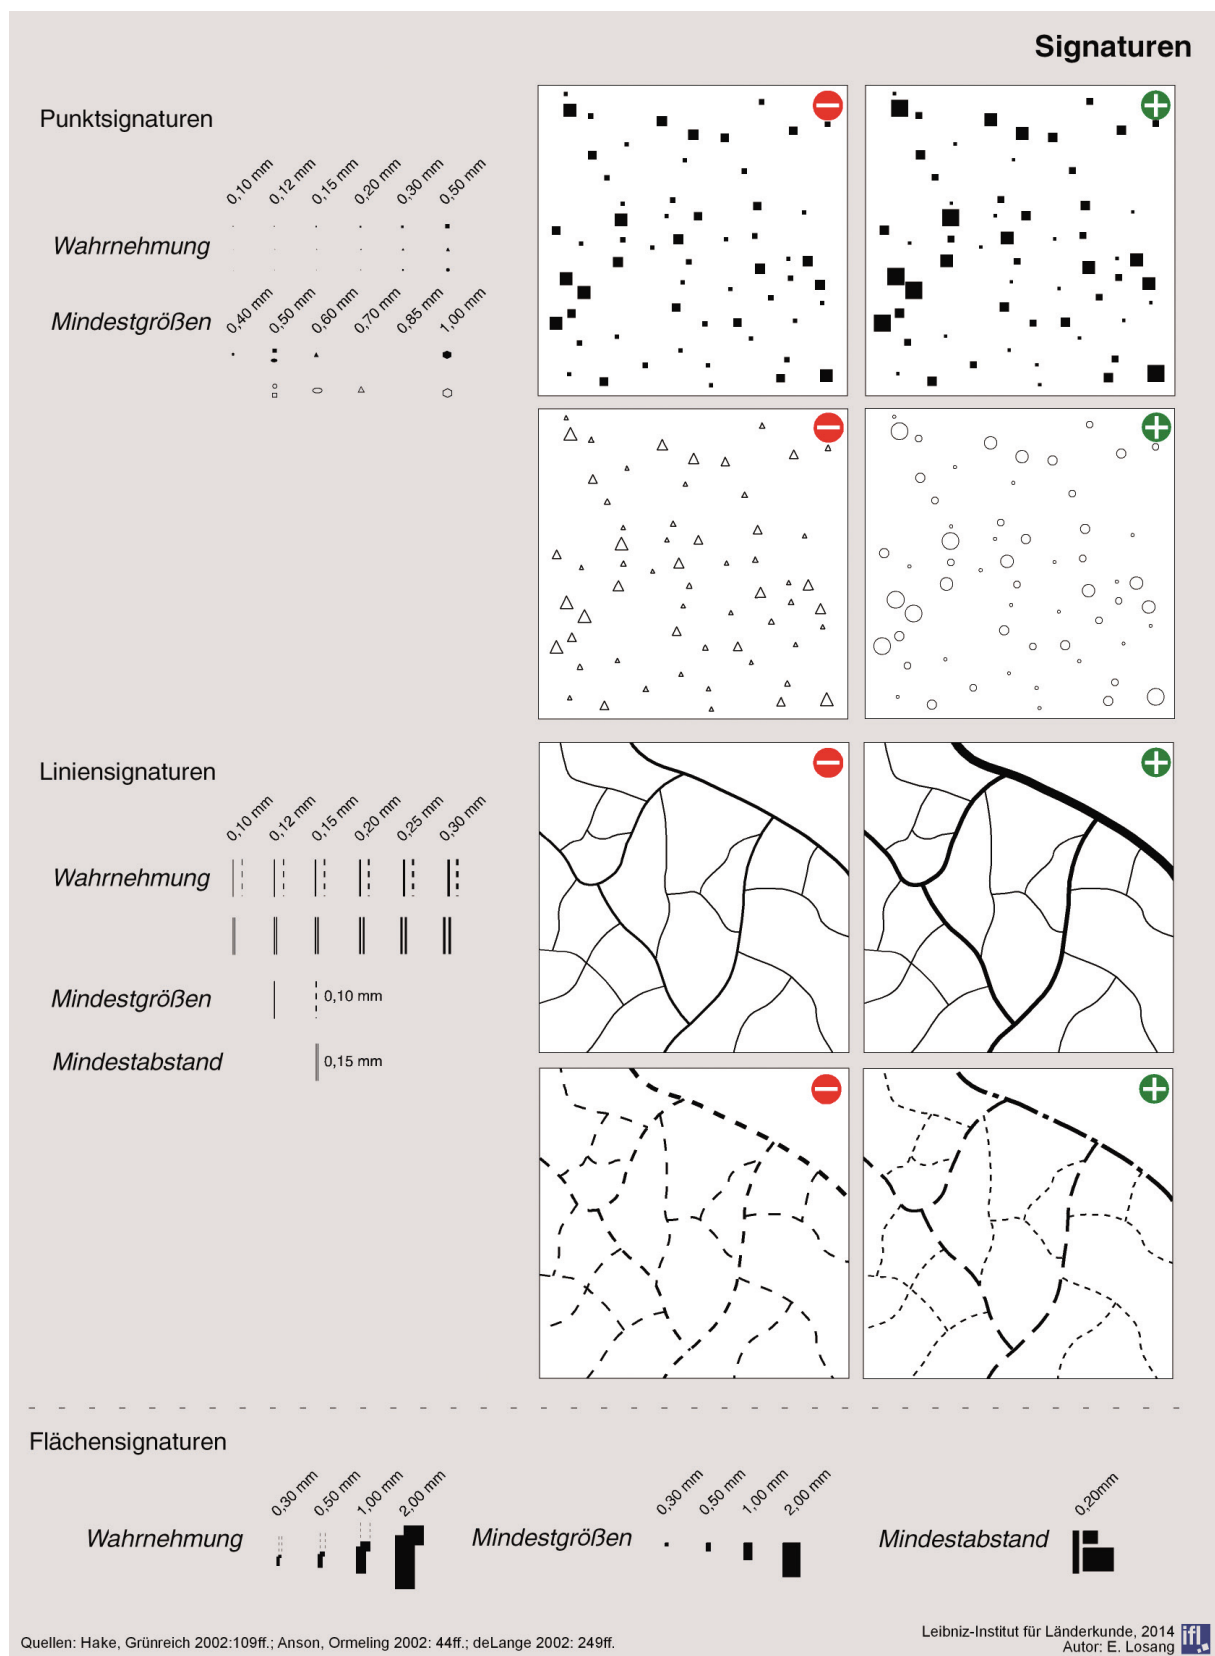 Signaturen
Punktsignaturen
0,10 mm 0,12 mm 0,15 mm 0,20 mm 0,30 mm 0,50 mm
Wahrnehmung
Mindestgrößen
0,40 mm 0,50 mm 0,60 mm 0,70 mm 0,85 mm 1,00 mm
Liniensignaturen
0,10 mm 0,12 mm 0,15 mm 0,20 mm 0,25 mm 0,30 mm
Wahrnehmung
Mindestgrößen
0,10 mm
Mindestabstand
0,15 mm
Flächensignaturen
0,30 mm 0,50 mm 1,00 mm 2,00 mm
Wahrnehmung
0,30 mm 0,50 mm 1,00 mm 2,00 mm
Mindestgrößen
0,20mm
Mindestabstand
Quellen: Hake, Grünreich 2002:109ff.; Anson, Ormeling 2002: 44ff.; deLange 2002: 249ff.
Leibniz-Institut für Länderkunde, 2014
Autor: E. Losang
ifl